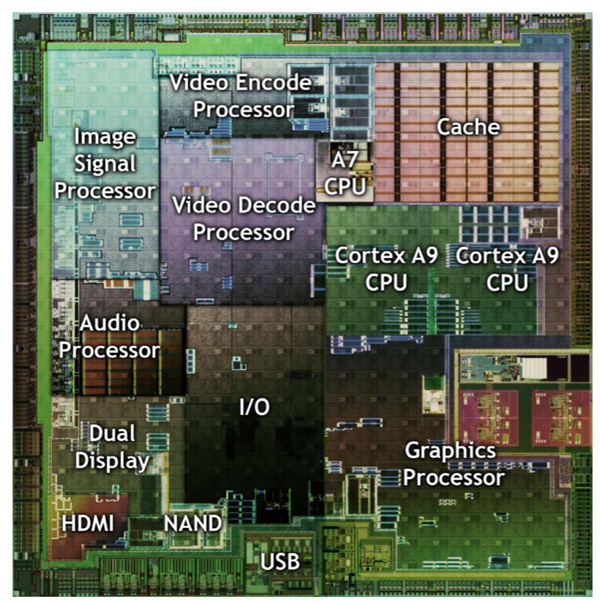 Video Encode
Processor
Image
Signal
Processor
Cache
A7
CPU
Video Decode
Processor
Cortex A9
CPU
Cortex A9
CPU
Audio
Processor
I/O
Dual
Display
Graphics
Processor
HDMI
NAND
USB